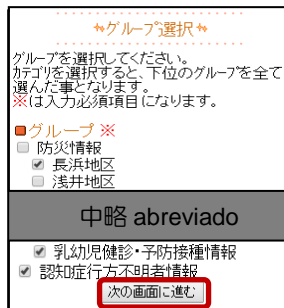 グループ選択
グループを選択してください。
カテゴリを選択すると、下位のグループを全て
選んだ事となります。
※は入力必須項目になります。
■グループ ※
防災情報
長浜地区
浅井地区
中略 abreviado
乳幼児健診・予防接種情報
認知症行方不明者情報
次の画面に進む